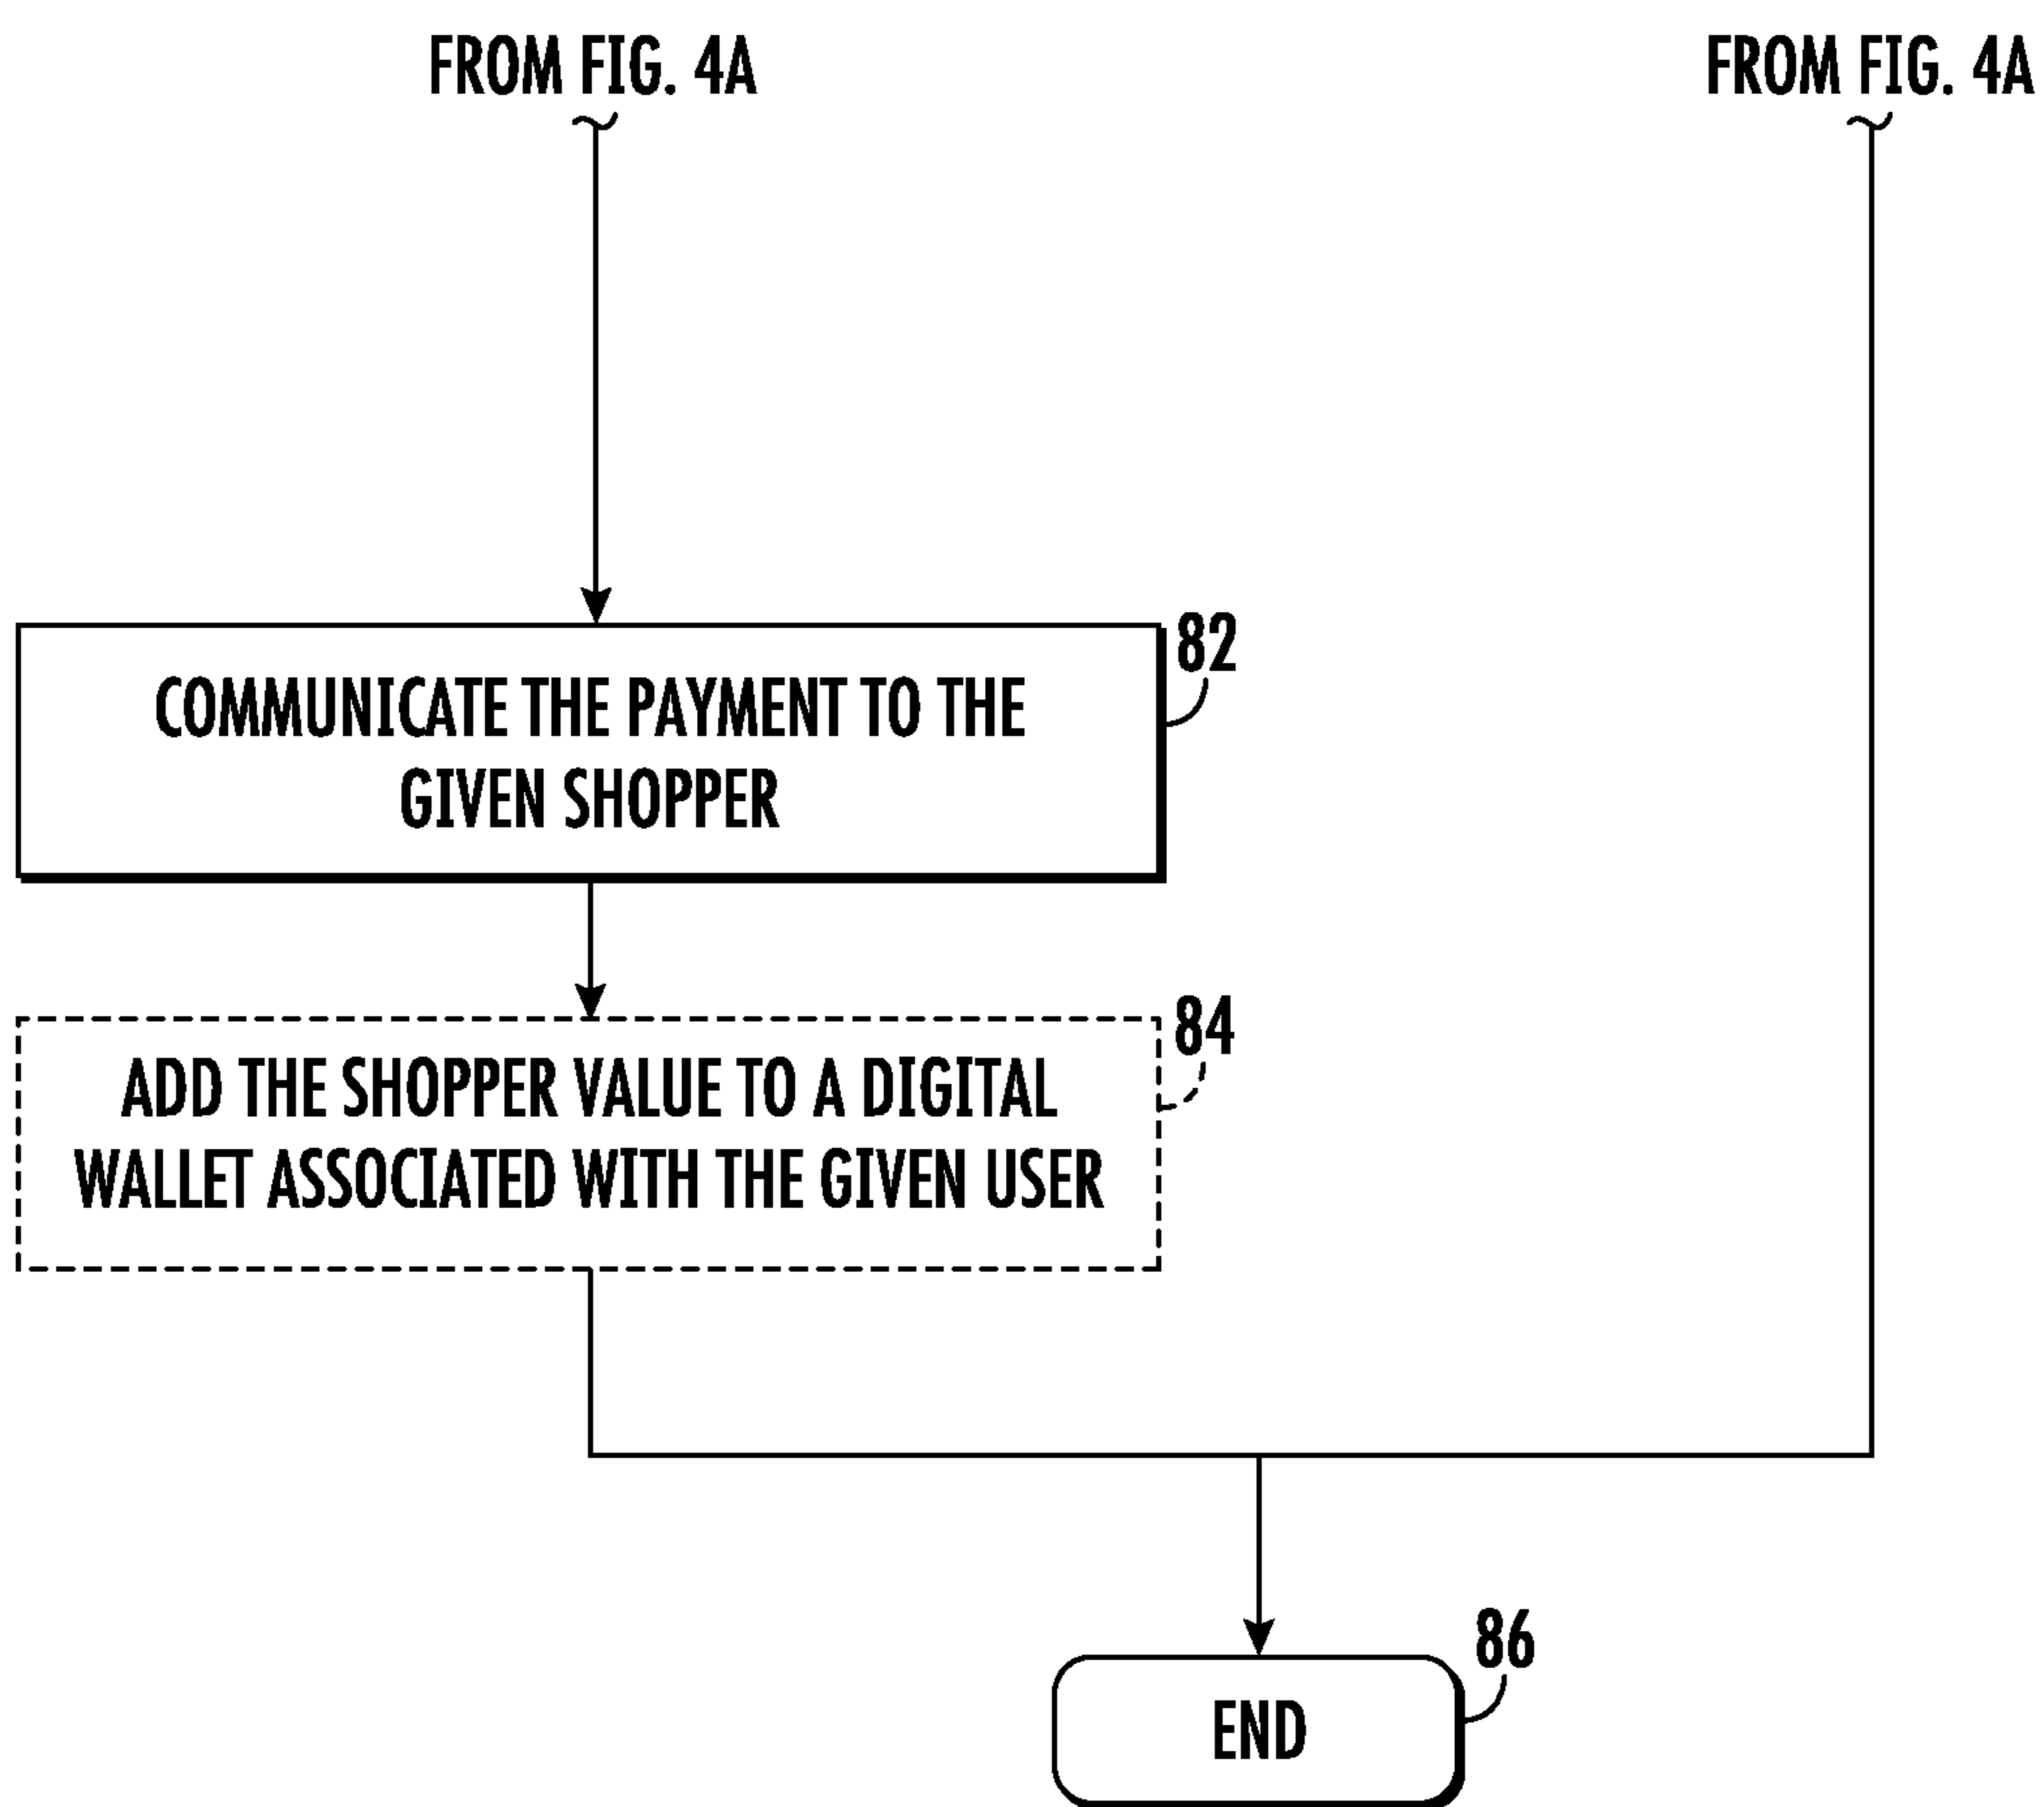 FROM FIG. 4A
FROM FIG. 4A
82
COMMUNICATE THE PAYMENT TO THE
GIVEN SHOPPER
84
ADD THE SHOPPER VALUE TO A DIGITAL
WALLET ASSOCIATED WITH THE GIVEN USER
86
END